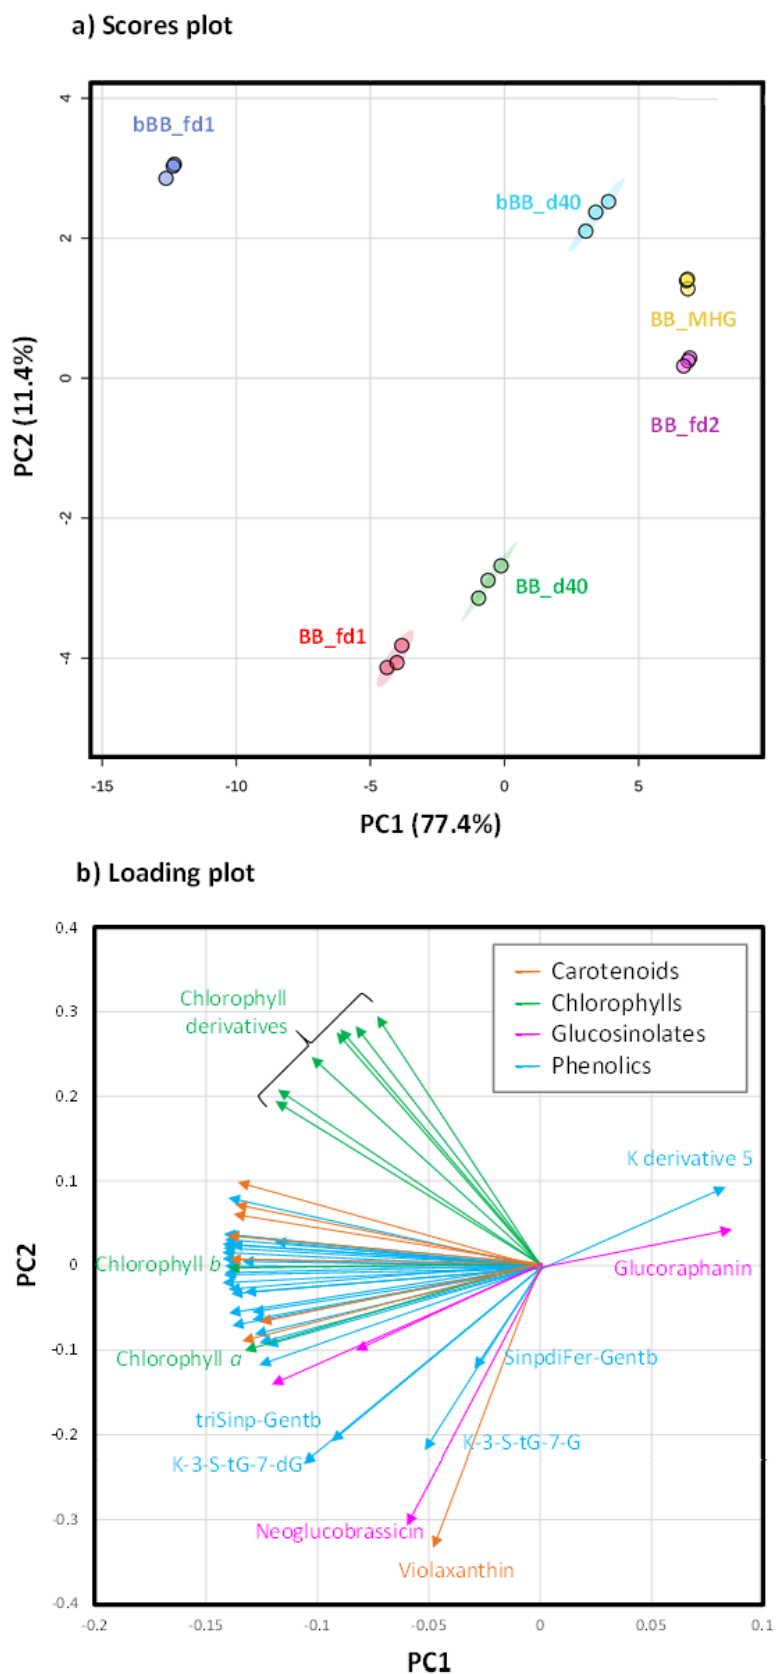 a) Scores plot
4
bBB_fd1
bBB_d40
2
BB_MHG
0
BB_fd2
PC2 (11.4%)
-2
BB_d40
BB_fd1
-4
-15 -10 -5 0 5
PC1 (77.4%)
b) Loading plot
0.4
Carotenoids
Chlorophylls
Glucosinolates
Phenolics
Chlorophyll
derivatives
0.3
0.2
K derivative 5
0.1
PC2
0
Chlorophyll b
Glucoraphanin
-0.1
Chlorophyll a
SinpdiFer-Gentb
triSinp-Gentb
-0.2
K-3-S-tG-7-G
K-3-S-tG-7-dG
-0.3
Neoglucobrassicin
Violaxanthin
-0.4
-0.2 -0.15 -0.1 -0.05 0 0.05 0.1
PC1